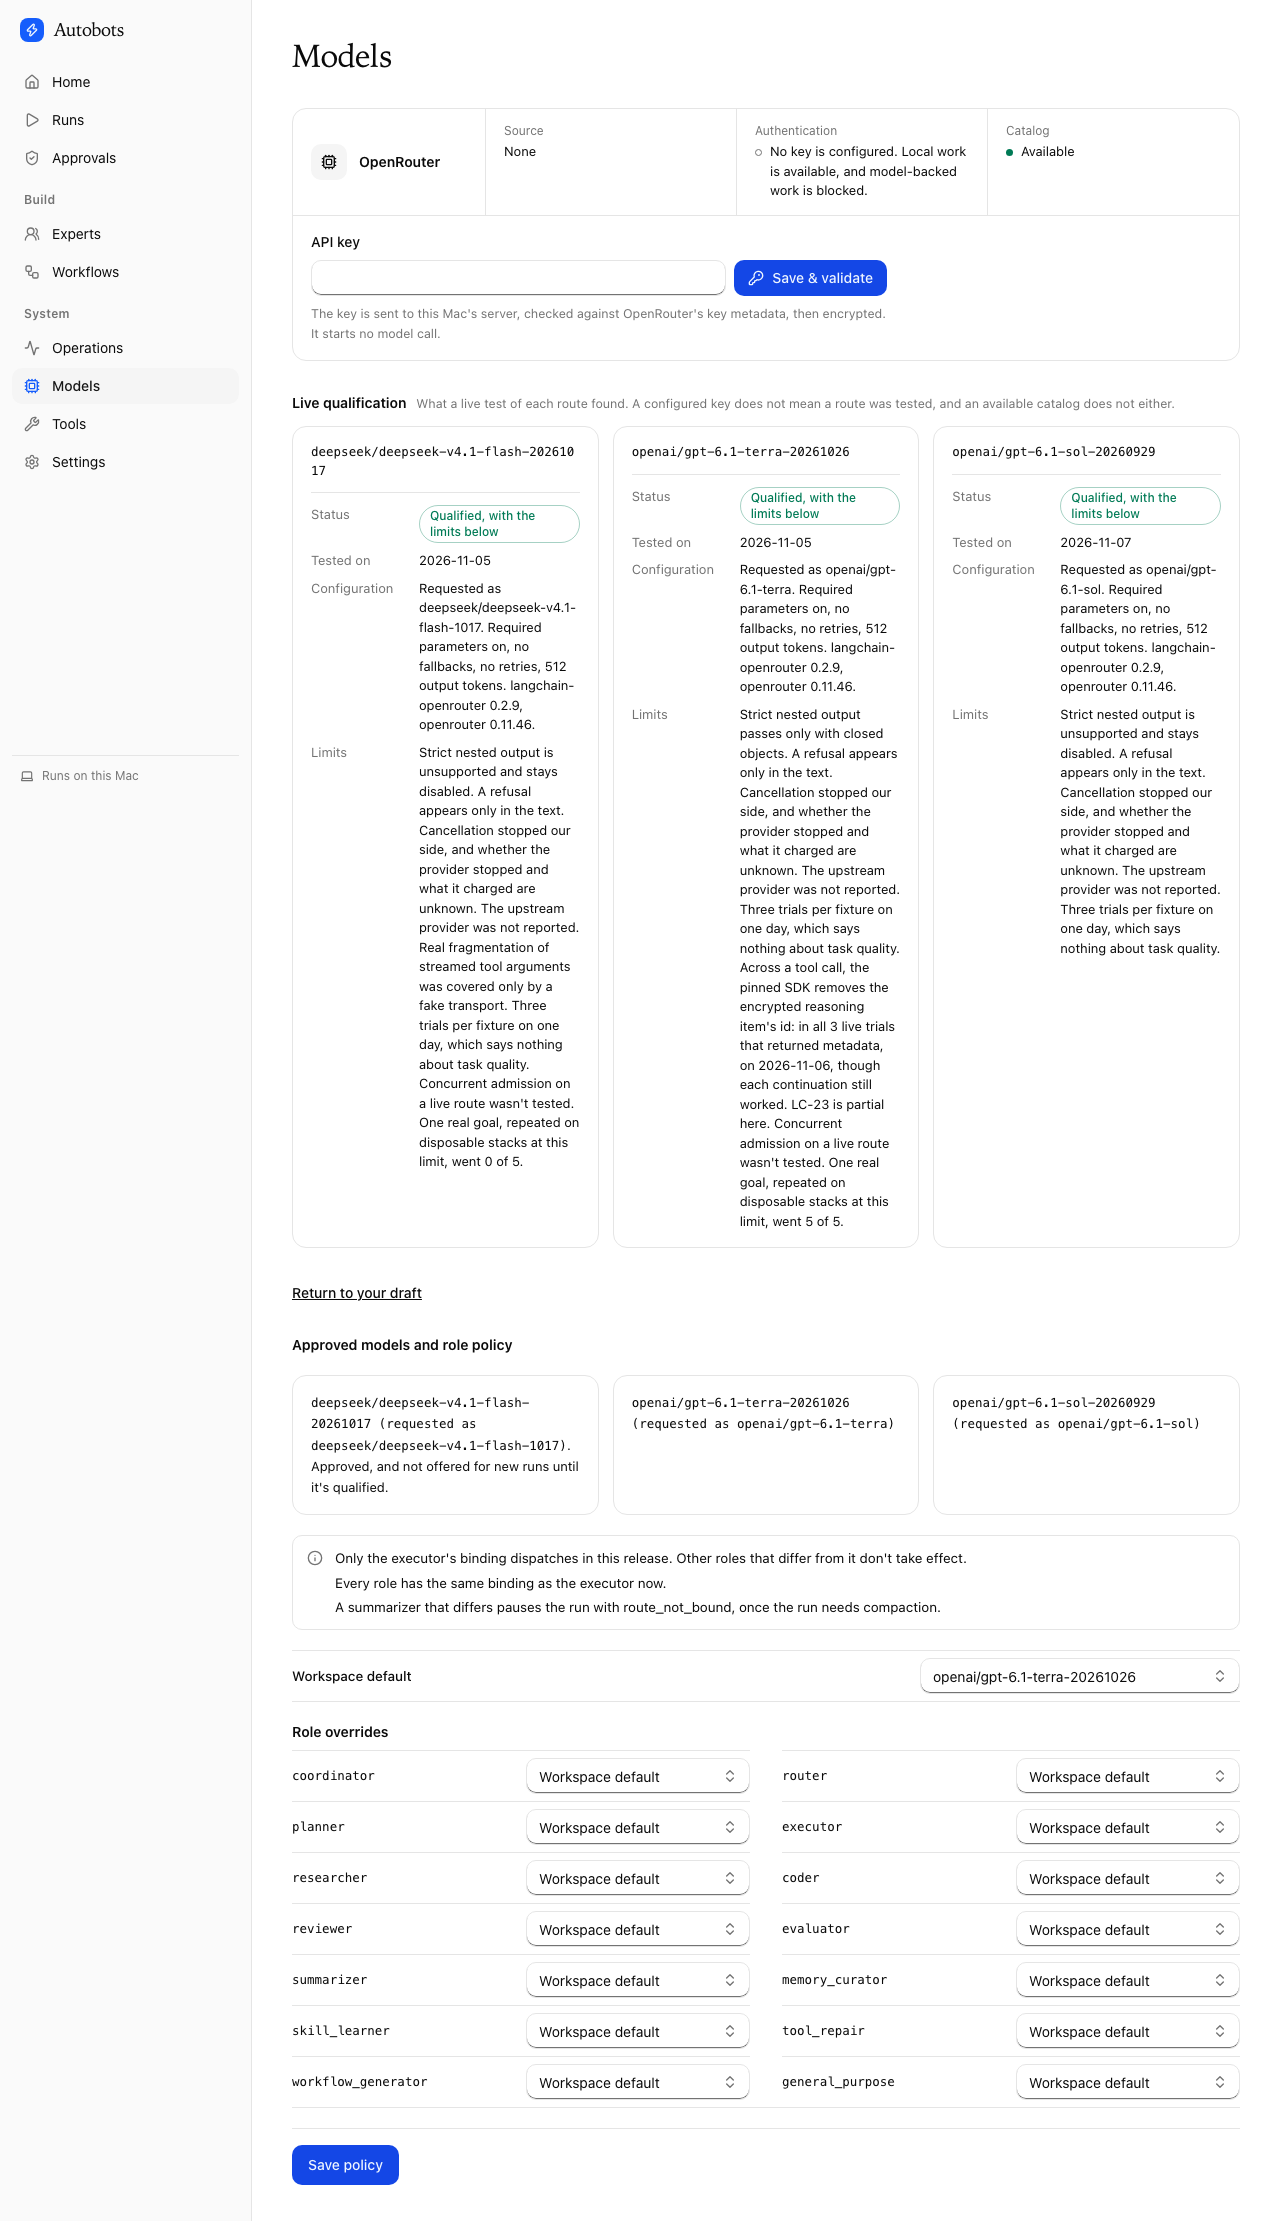 Autobots
Home
Runs
Approvals
Build
Experts
Workflows
System
Operations
Models
Tools
Settings
Runs on this Mac
Models
OpenRouter
Source
None
Authentication
No key is configured. Local work
is available, and model-backed
work is blocked.
Catalog
Available
API key
Save & validate
The key is sent to this Mac's server, checked against OpenRouter's key metadata, then encrypted.
It starts no model call.
Live qualification What a live test of each route found. A configured key does not mean a route was tested, and an available catalog does not either.
deepseek/deepseek-v4.1-flash-202610
17
Status
Qualified, with the
limits below
Tested on
2026-11-05
Configuration
Requested as
deepseek/deepseek-v4.1-
flash-1017. Required
parameters on, no
fallbacks, no retries, 512
output tokens. langchain-
openrouter 0.2.9,
openrouter 0.11.46.
Limits
Strict nested output is
unsupported and stays
disabled. A refusal
appears only in the text.
Cancellation stopped our
side, and whether the
provider stopped and
what it charged are
unknown. The upstream
provider was not reported.
Real fragmentation of
streamed tool arguments
was covered only by a
fake transport. Three
trials per fixture on one
day, which says nothing
about task quality.
Concurrent admission on
a live route wasn't tested.
One real goal, repeated on
disposable stacks at this
limit, went 0 of 5.
openai/gpt-6.1-terra-20261026
Status
Qualified, with the
limits below
Tested on
2026-11-05
Configuration
Requested as openai/gpt-
6.1-terra. Required
parameters on, no
fallbacks, no retries, 512
output tokens. langchain-
openrouter 0.2.9,
openrouter 0.11.46.
Limits
Strict nested output
passes only with closed
objects. A refusal appears
only in the text.
Cancellation stopped our
side, and whether the
provider stopped and
what it charged are
unknown. The upstream
provider was not reported.
Three trials per fixture on
one day, which says
nothing about task quality.
Across a tool call, the
pinned SDK removes the
encrypted reasoning
item's id: in all 3 live trials
that returned metadata,
on 2026-11-06, though
each continuation still
worked. LC-23 is partial
here. Concurrent
admission on a live route
wasn't tested. One real
goal, repeated on
disposable stacks at this
limit, went 5 of 5.
openai/gpt-6.1-sol-20260929
Status
Qualified, with the
limits below
Tested on
2026-11-07
Configuration
Requested as openai/gpt-
6.1-sol. Required
parameters on, no
fallbacks, no retries, 512
output tokens. langchain-
openrouter 0.2.9,
openrouter 0.11.46.
Limits
Strict nested output is
unsupported and stays
disabled. A refusal
appears only in the text.
Cancellation stopped our
side, and whether the
provider stopped and
what it charged are
unknown. The upstream
provider was not reported.
Three trials per fixture on
one day, which says
nothing about task quality.
Return to your draft
Approved models and role policy
deepseek/deepseek-v4.1-flash-
20261017 (requested as
deepseek/deepseek-v4.1-flash-1017).
Approved, and not offered for new runs until
it's qualified.
openai/gpt-6.1-terra-20261026
(requested as openai/gpt-6.1-terra)
openai/gpt-6.1-sol-20260929
(requested as openai/gpt-6.1-sol)
Only the executor's binding dispatches in this release. Other roles that differ from it don't take effect.
Every role has the same binding as the executor now.
A summarizer that differs pauses the run with route_not_bound, once the run needs compaction.
Workspace default
openai/gpt-6.1-terra-20261026
Role overrides
coordinator Workspace default
router Workspace default
planner Workspace default
executor Workspace default
researcher Workspace default
coder Workspace default
reviewer Workspace default
evaluator Workspace default
summarizer Workspace default
memory_curator Workspace default
skill_learner Workspace default
tool_repair Workspace default
workflow_generator Workspace default
general_purpose Workspace default
Save policy